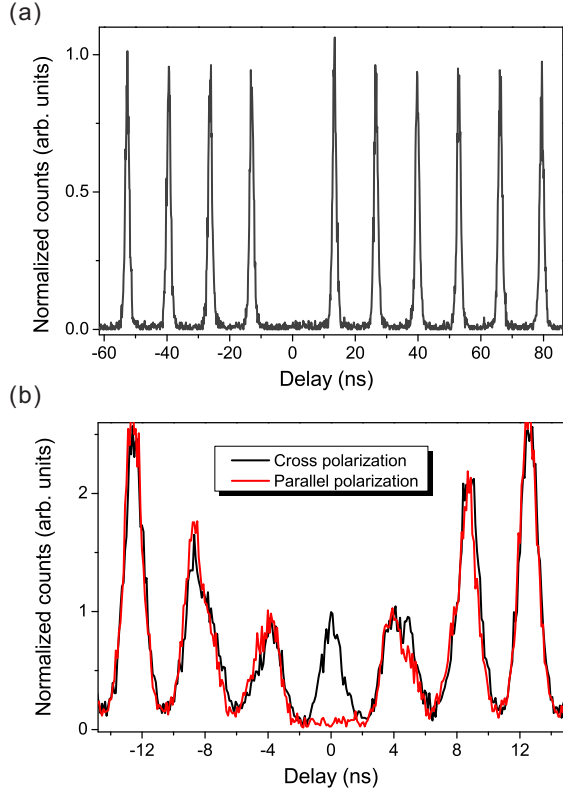 (a)
Normalized counts (arb. units)
1.0
0.5
0.0
-60 -40 -20 0 20 40 60 80
Delay (ns)
(b)
Normalized counts (arb. units)
Cross polarization
Parallel polarization
2
1
0
-12 -8 -4 0 4 8 12
Delay (ns)